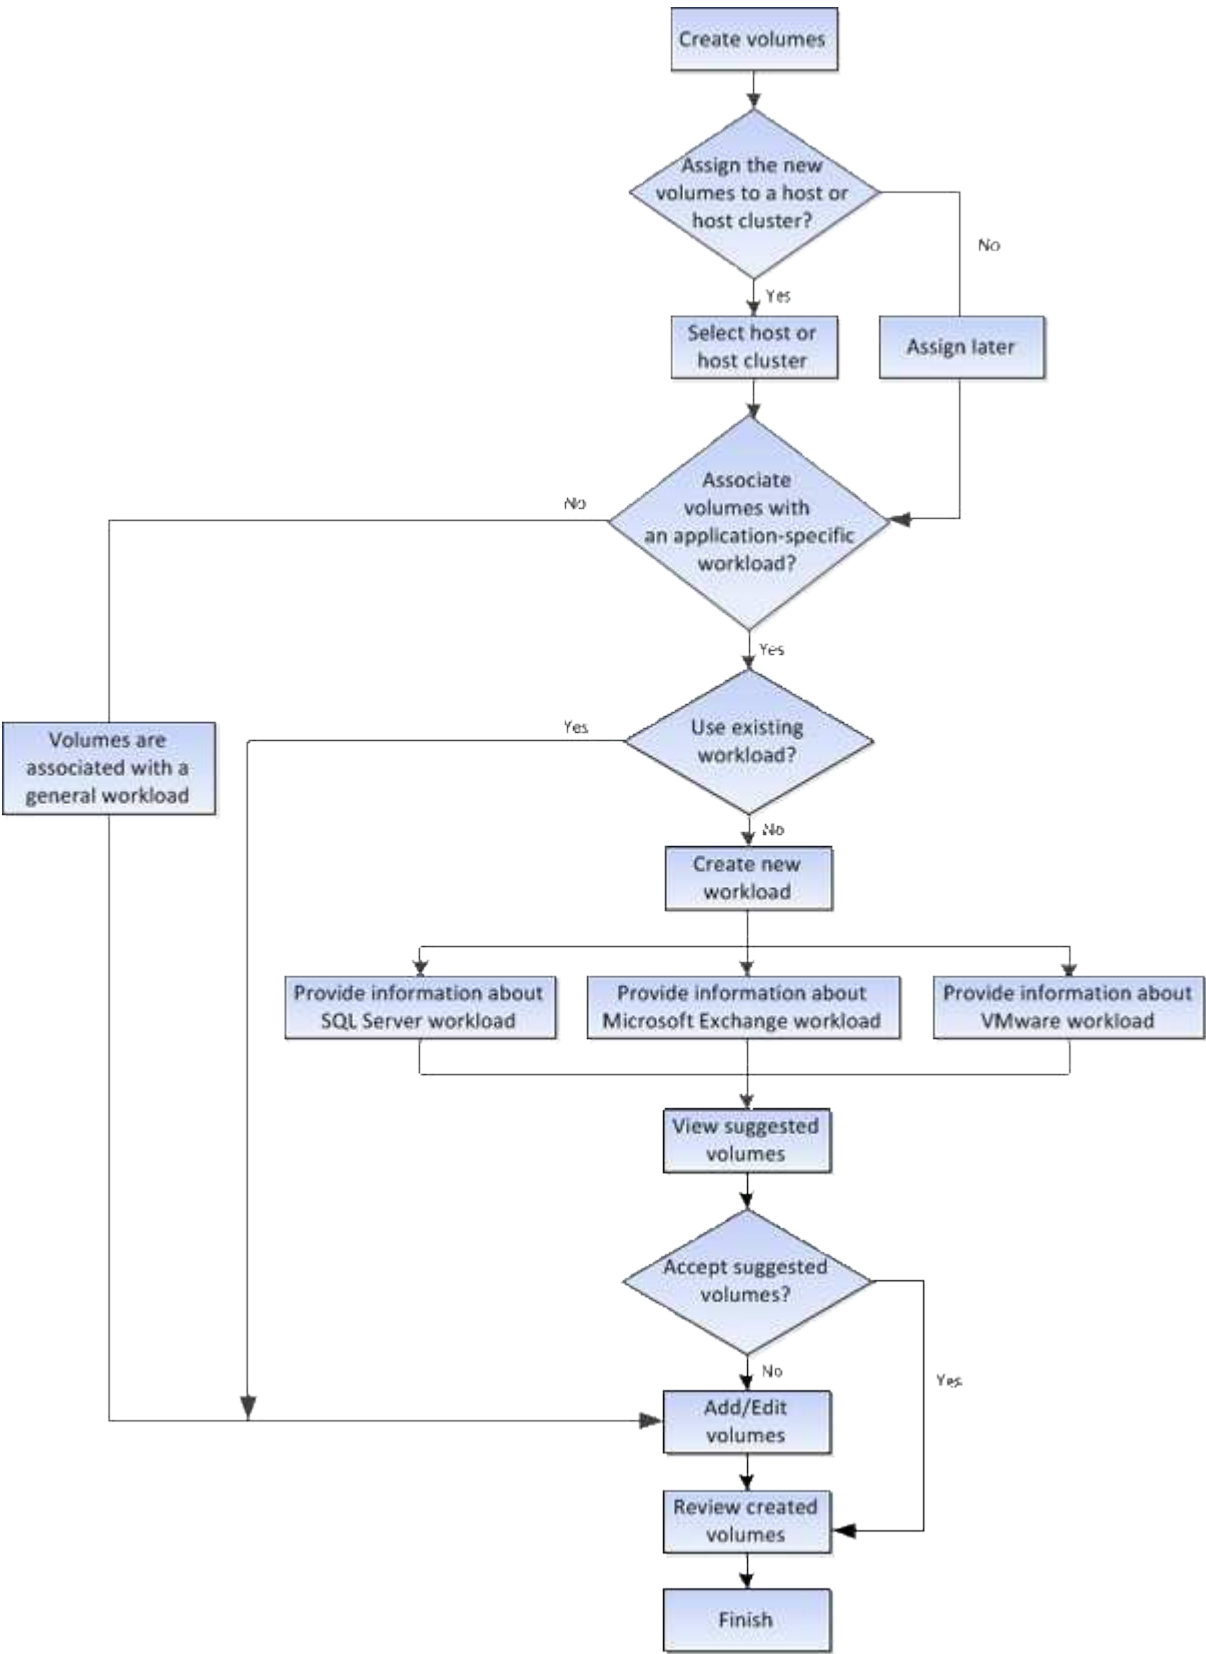 Create volumes
Assign the new
volumes to a host or
host cluster?
No
Yes
Select host or
host cluster
Assign later
Associate
volumes with
an application-specific
workload?
No
Yes
Use existing
workload?
Yes
Volumes are
associated with a
general workload
No
Create new
workload
Provide information about
SQL Server workload
Provide information about
Microsoft Exchange workload
Provide information about
VMware workload
View suggested
volumes
Accept suggested
volumes?
No
Yes
Add/Edit
volumes
Review created
volumes
Finish